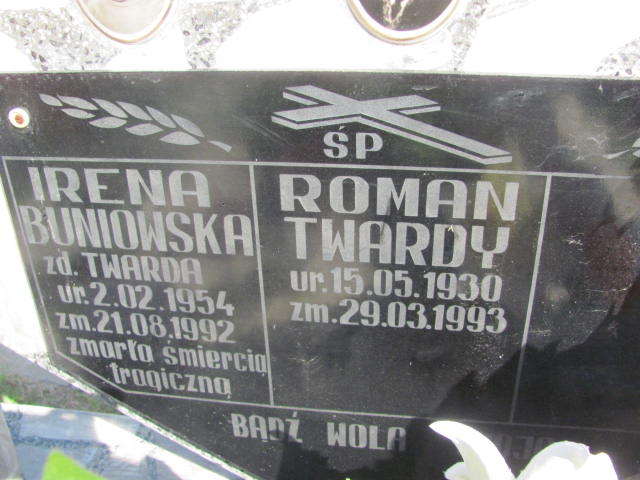 ŚP
IRENA
BUNIOWSKA
zd. TWARDA
ur. 2.02.1954
zm. 21.08.1992
zmarła śmiercią
tragiczną
ROMAN
TWARDY
ur. 15.05.1930
zm. 29.03.1993
BĄDŹ WOLA